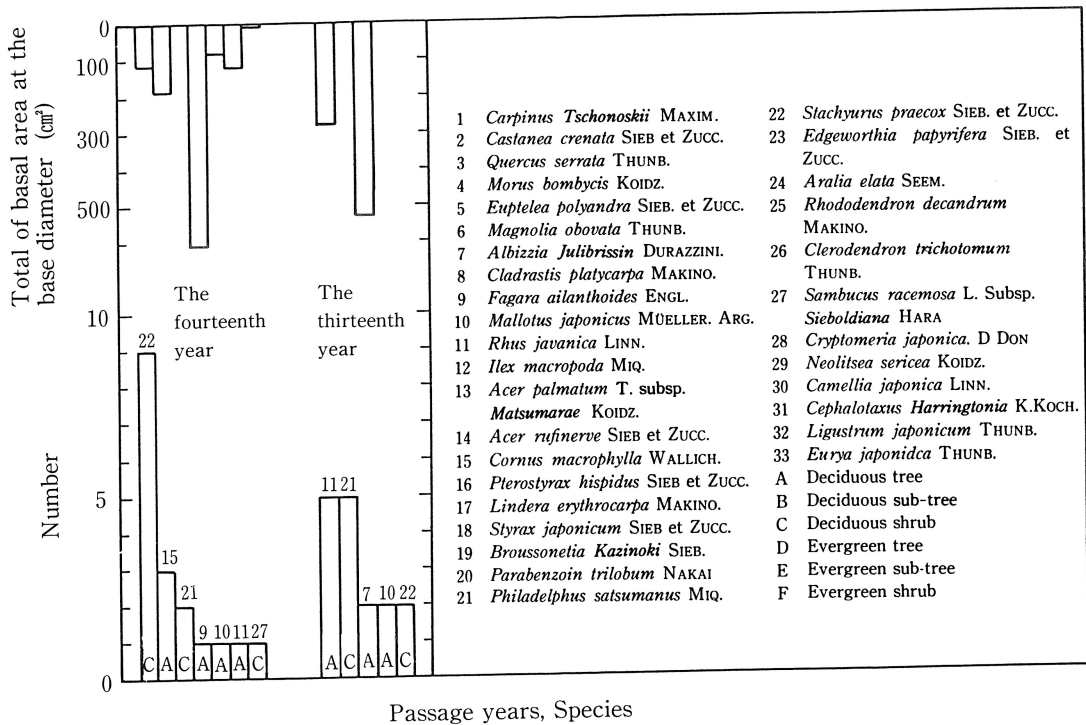 Total of basal area at the
base diameter (cm²)
0
100
300
500
The
fourteenth
year
The
thirteenth
year
Number
10
5
0
22
15
21
9 10 11 27
C A C A A A C
11 21
7 10 22
A C A A C
Passage years, Species
1 Carpinus Tschonoskii MAXIM.
2 Castanea crenata SIEB et ZUCC.
3 Quercus serrata THUNB.
4 Morus bombycis KOIDZ.
5 Euptelea polyandra SIEB. et ZUCC.
6 Magnolia obovata THUNB.
7 Albizzia Julibrissin DURAZZINI.
8 Cladrastis platycarpa MAKINO.
9 Fagara ailanthoides ENGL.
10 Mallotus japonicus MÜELLER. ARG.
11 Rhus javanica LINN.
12 Ilex macropoda MIQ.
13 Acer palmatum T. subsp.
Matsumarae KOIDZ.
14 Acer rufinerve SIEB et ZUCC.
15 Cornus macrophylla WALLICH.
16 Pterostyrax hispidus SIEB et ZUCC.
17 Lindera erythrocarpa MAKINO.
18 Styrax japonicum SIEB et ZUCC.
19 Broussonetia Kazinoki SIEB.
20 Parabenzoin trilobum NAKAI
21 Philadelphus satsumanus MIQ.
22 Stachyurus praecox SIEB. et ZUCC.
23 Edgeworthia papyrifera SIEB. et
ZUCC.
24 Aralia elata SEEM.
25 Rhododendron decandrum
MAKINO.
26 Clerodendron trichotomum
THUNB.
27 Sambucus racemosa L. Subsp.
Sieboldiana HARA
28 Cryptomeria japonica. D DON
29 Neolitsea sericea KOIDZ.
30 Camellia japonica LINN.
31 Cephalotaxus Harringtonia K.KOCH.
32 Ligustrum japonicum THUNB.
33 Eurya japonidca THUNB.
A Deciduous tree
B Deciduous sub-tree
C Deciduous shrub
D Evergreen tree
E Evergreen sub-tree
F Evergreen shrub